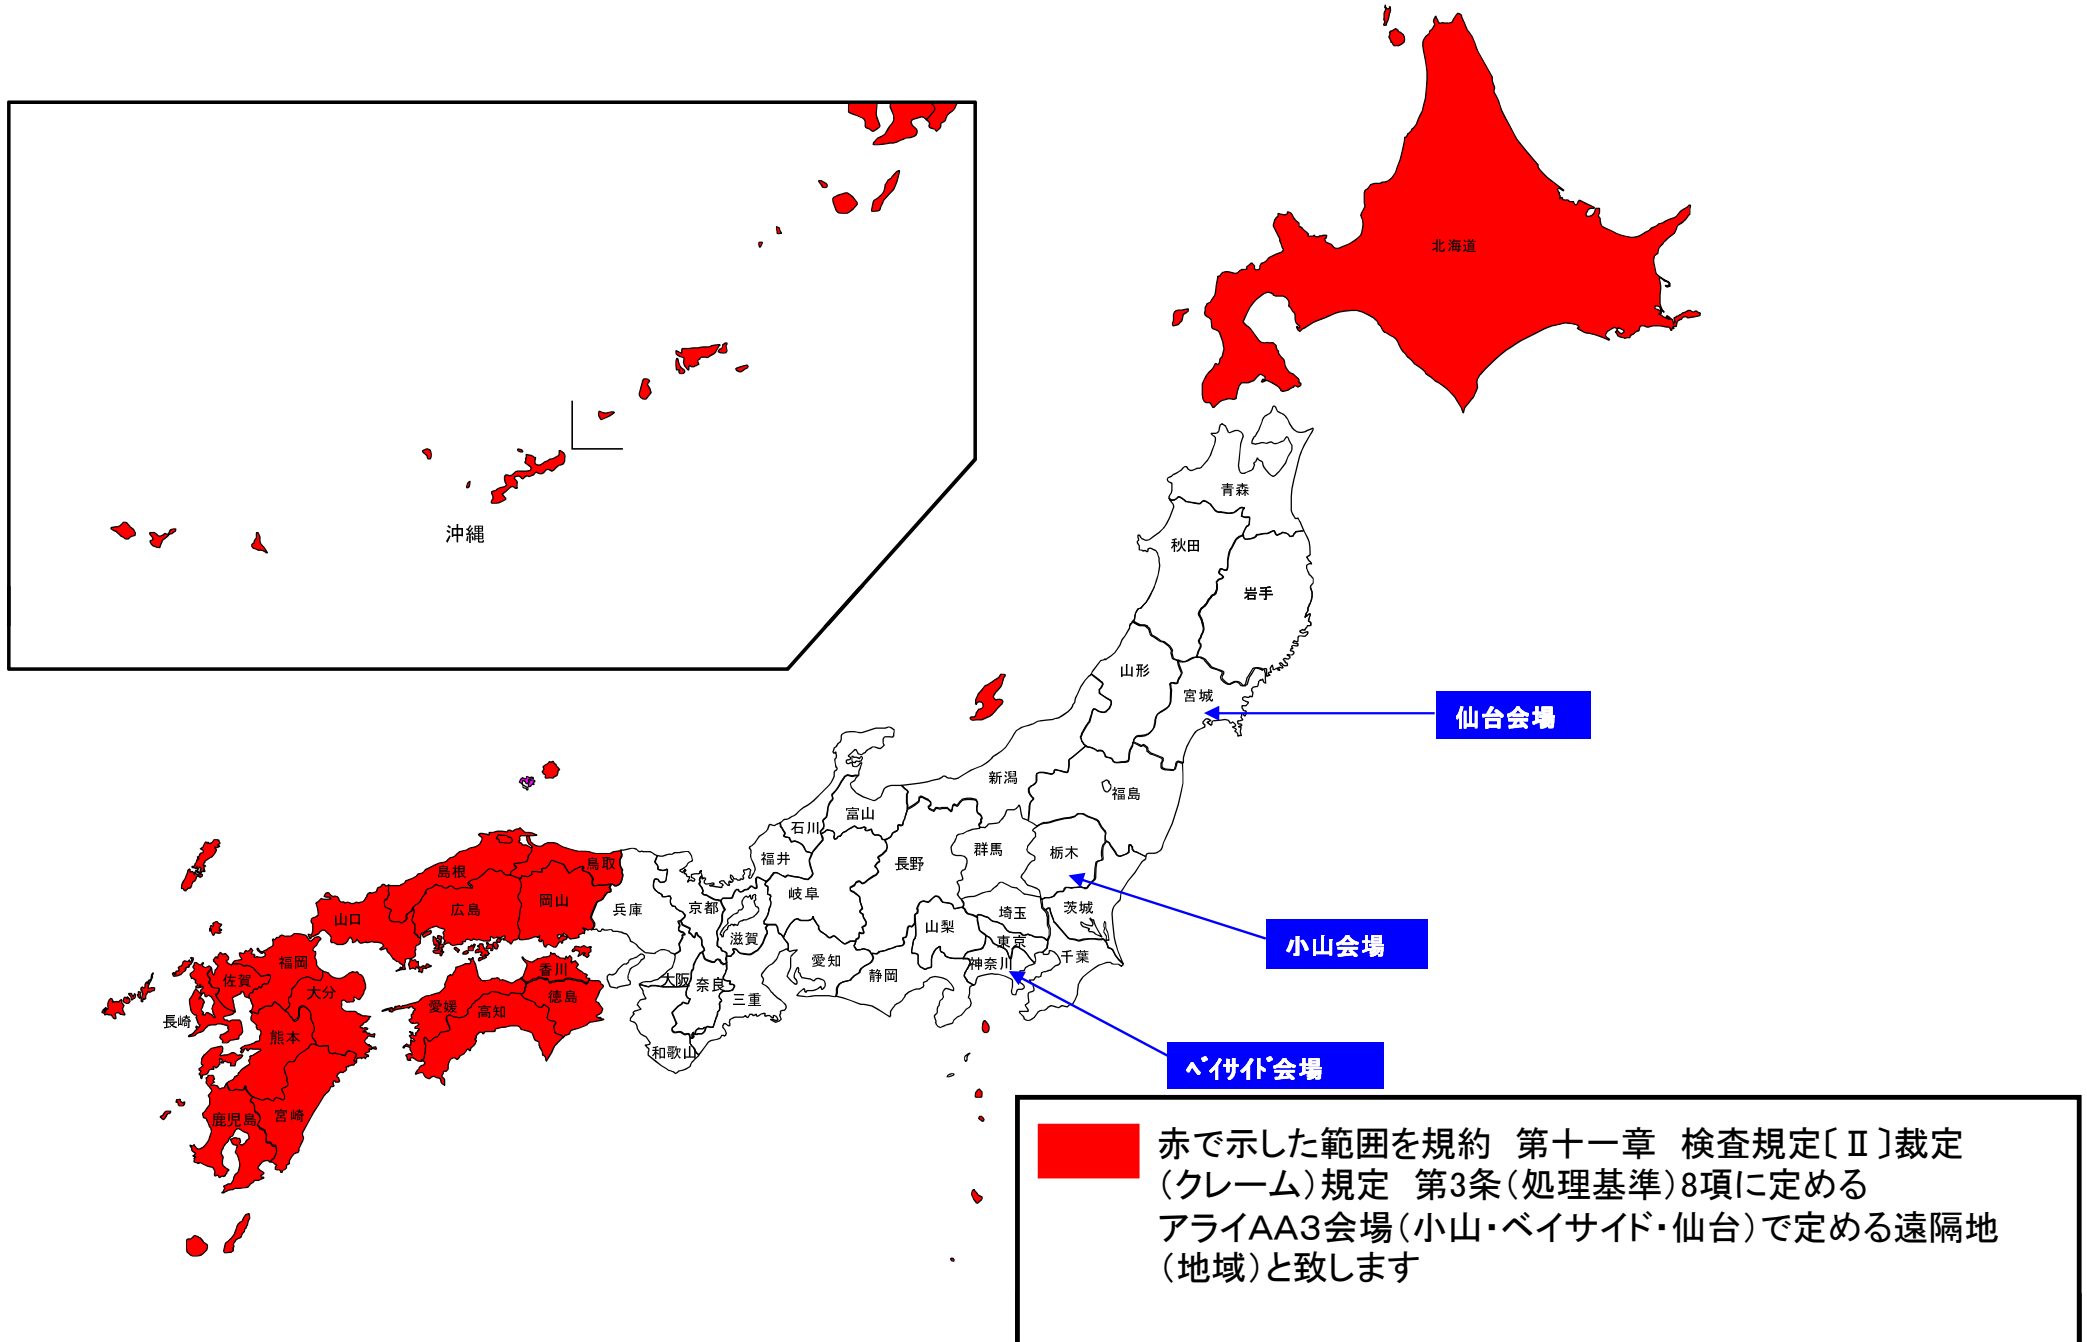 北海道
沖縄
青森
秋田
岩手
山形
宮城
仙台会場
新潟
福島
富山
石川
群馬
栃木
福井
長野
鳥取
島根
岐阜
岡山
広島
兵庫
京都
茨城
埼玉
山口
山梨
滋賀
東京
千葉
小山会場
愛知
神奈川
福岡
香川
静岡
佐賀
大阪
奈良
大分
徳島
三重
愛媛
高知
長崎
熊本
和歌山
ﾍﾞｲｻｲﾄﾞ会場
宮崎
鹿児島
赤で示した範囲を規約　第十一章　検査規定〔Ⅱ〕裁定
（クレーム）規定　第3条（処理基準）8項に定める
アライAA3会場（小山・ベイサイド・仙台）で定める遠隔地
（地域）と致します